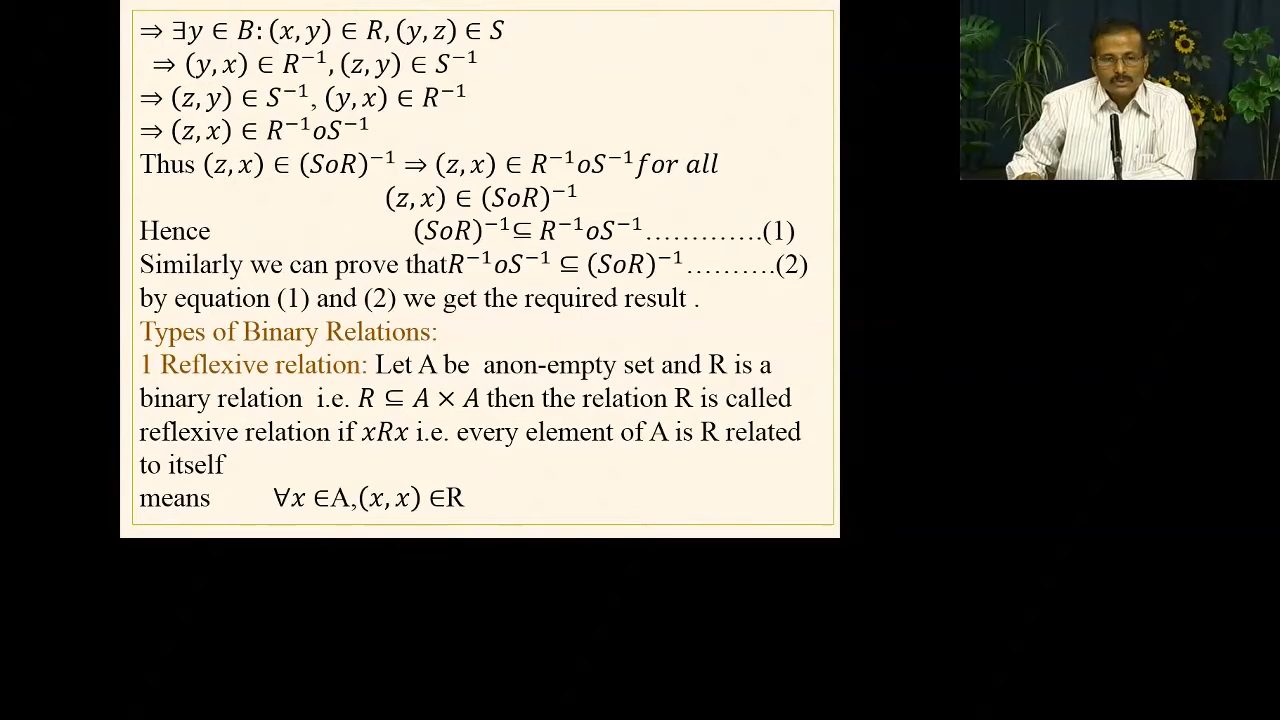 ⇒ ∃y ∈ B: (x, y) ∈ R, (y, z) ∈ S
⇒ (y, x) ∈ R⁻¹, (z, y) ∈ S⁻¹
⇒ (z, y) ∈ S⁻¹, (y, x) ∈ R⁻¹
⇒ (z, x) ∈ R⁻¹oS⁻¹
Thus (z, x) ∈ (SoR)⁻¹ ⇒ (z, x) ∈ R⁻¹oS⁻¹for all
(z, x) ∈ (SoR)⁻¹
Hence (SoR)⁻¹⊆ R⁻¹oS⁻¹………….(1)
Similarly we can prove thatR⁻¹oS⁻¹ ⊆ (SoR)⁻¹……….(2)
by equation (1) and (2) we get the required result .
Types of Binary Relations:
1 Reflexive relation: Let A be anon-empty set and R is a
binary relation i.e. R ⊆ A × A then the relation R is called
reflexive relation if xRx i.e. every element of A is R related
to itself
means ∀x ∈A,(x, x) ∈R